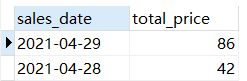 sales_date total_price
2021-04-29 86
2021-04-28 42